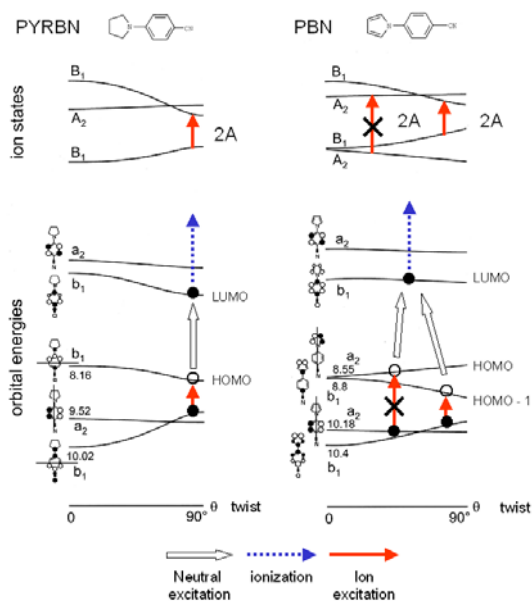 PYRBN
N
CN
PBN
N
CN
ion states
B1
A2
B1
2A
B1
A2
B1
A2
2A
2A
orbital energies
a2
b1
LUMO
b1
8.16
HOMO
9.52
a2
10.02
b1
a2
b1
LUMO
a2
8.55
HOMO
8.8
b1
HOMO - 1
a2
10.18
10.4
b1
0
90°
θ
twist
0
90°
θ
twist
Neutral
excitation
ionization
Ion
excitation